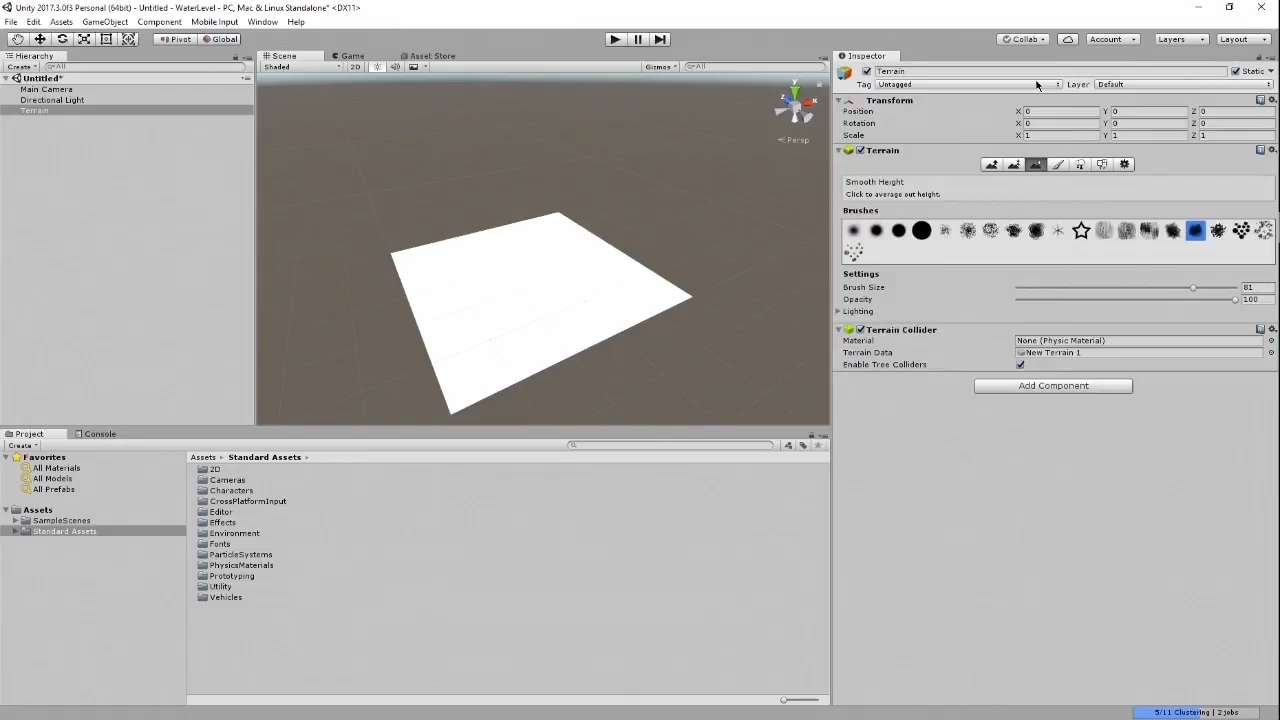 Unity 2017.3.0f3 Personal (64bit) - Untitled - WaterLevel - PC, Mac & Linux Standalone* <DX11>
File Edit Assets GameObject Component Mobile Input Window Help
Pivot Global
Collab Account Layers Layout
Hierarchy
Create All
Untitled*
Main Camera
Directional Light
Terrain
Scene Game Asset Store
Shaded 2D Gizmos All
y
x
z
Persp
Inspector
Terrain Static
Tag Untagged Layer Default
Transform
Position X 0 Y 0 Z 0
Rotation X 0 Y 0 Z 0
Scale X 1 Y 1 Z 1
Terrain
Smooth Height
Click to average out height.
Brushes
Settings
Brush Size 81
Opacity 100
Lighting
Terrain Collider
Material None (Physic Material)
Terrain Data New Terrain 1
Enable Tree Colliders
Add Component
Project Console
Create
Favorites
All Materials
All Models
All Prefabs
Assets
SampleScenes
Standard Assets
Assets Standard Assets
2D
Cameras
Characters
CrossPlatformInput
Editor
Effects
Environment
Fonts
ParticleSystems
PhysicsMaterials
Prototyping
Utility
Vehicles
5/11 Clustering | 2 jobs